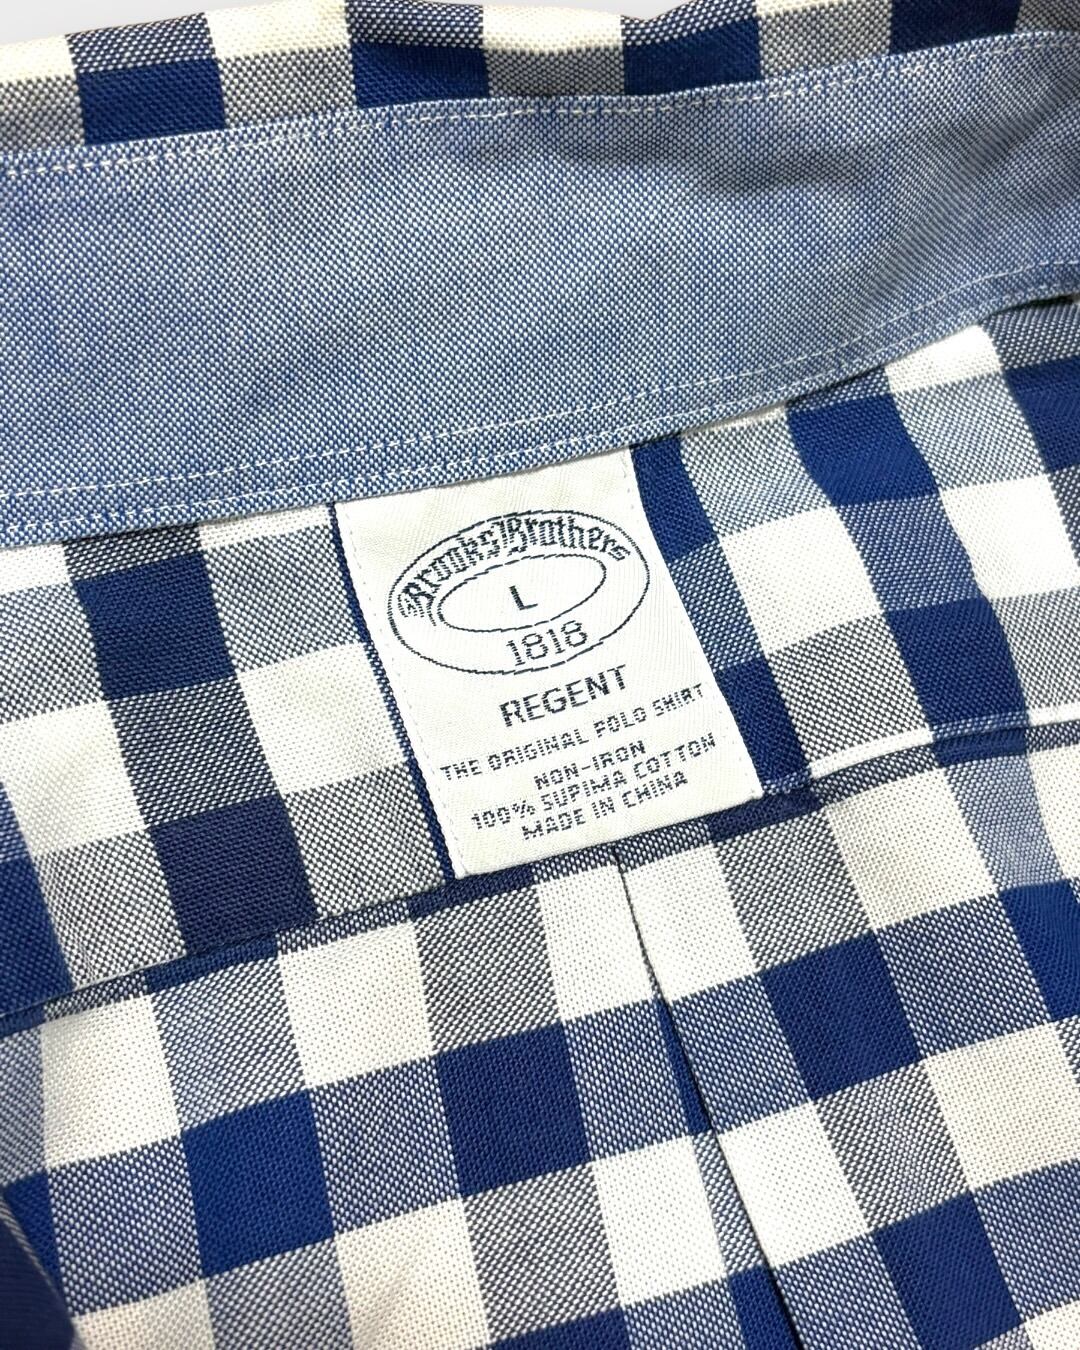 Brooks Brothers
L
1818
REGENT
THE ORIGINAL POLO SHIRT
NON-IRON
100% SUPIMA COTTON
MADE IN CHINA